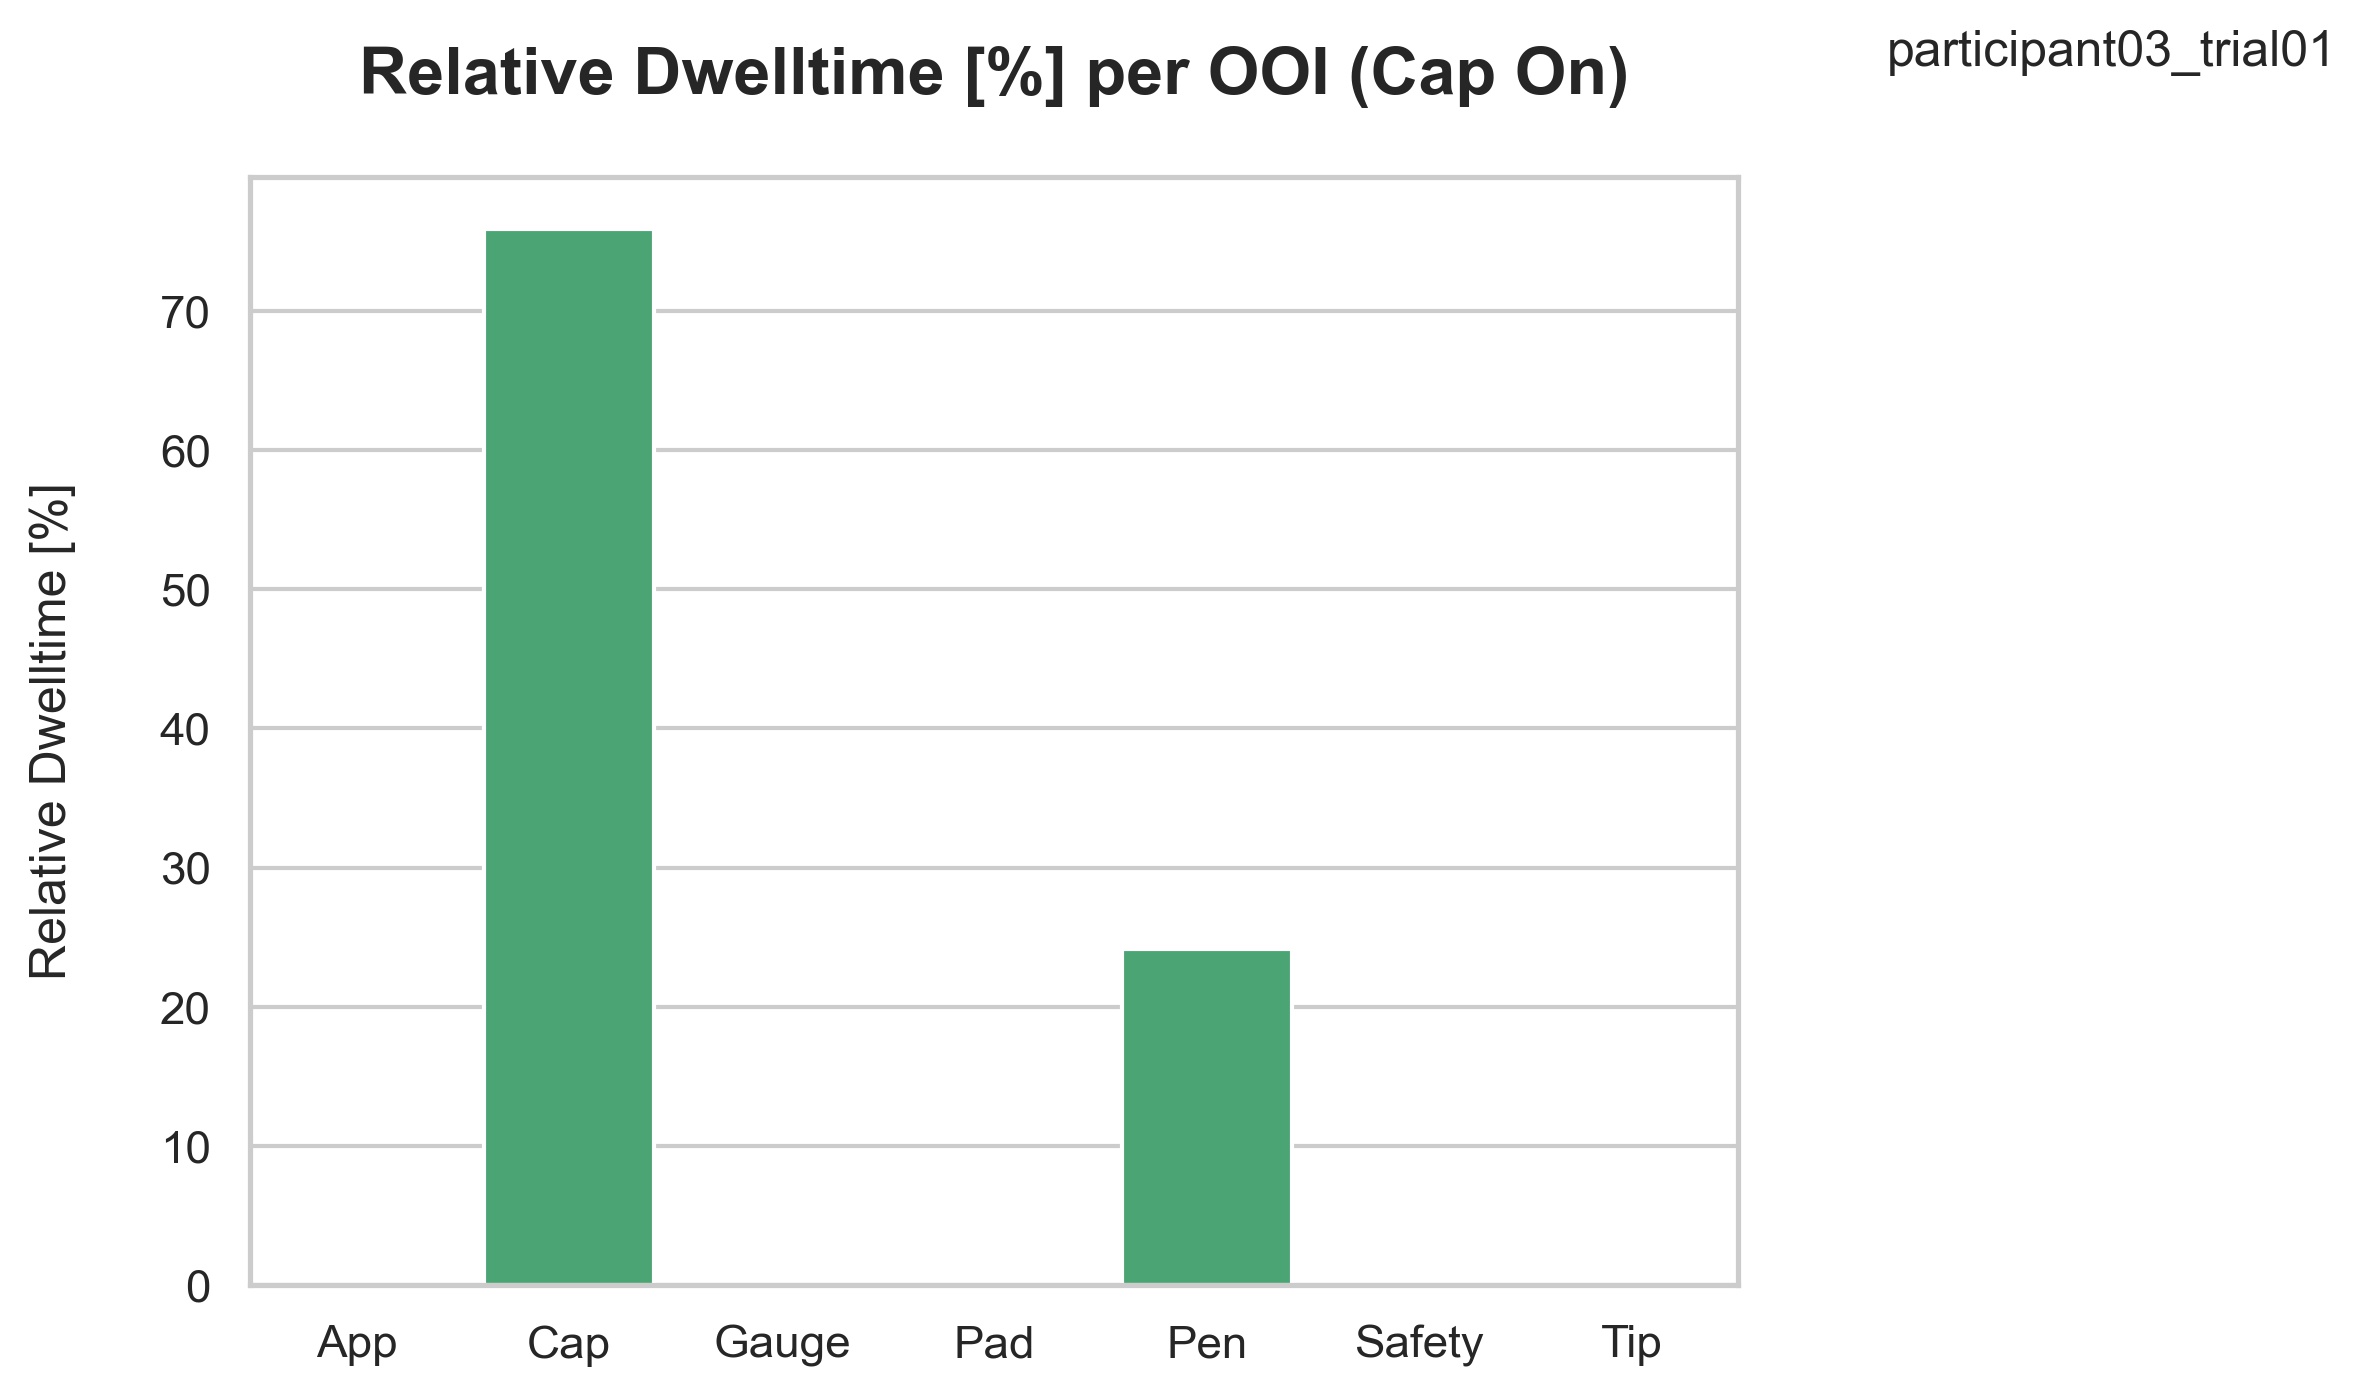 Relative Dwelltime [%] per OOI (Cap On)
participant03_trial01
Relative Dwelltime [%]
70
60
50
40
30
20
10
0
App Cap Gauge Pad Pen Safety Tip